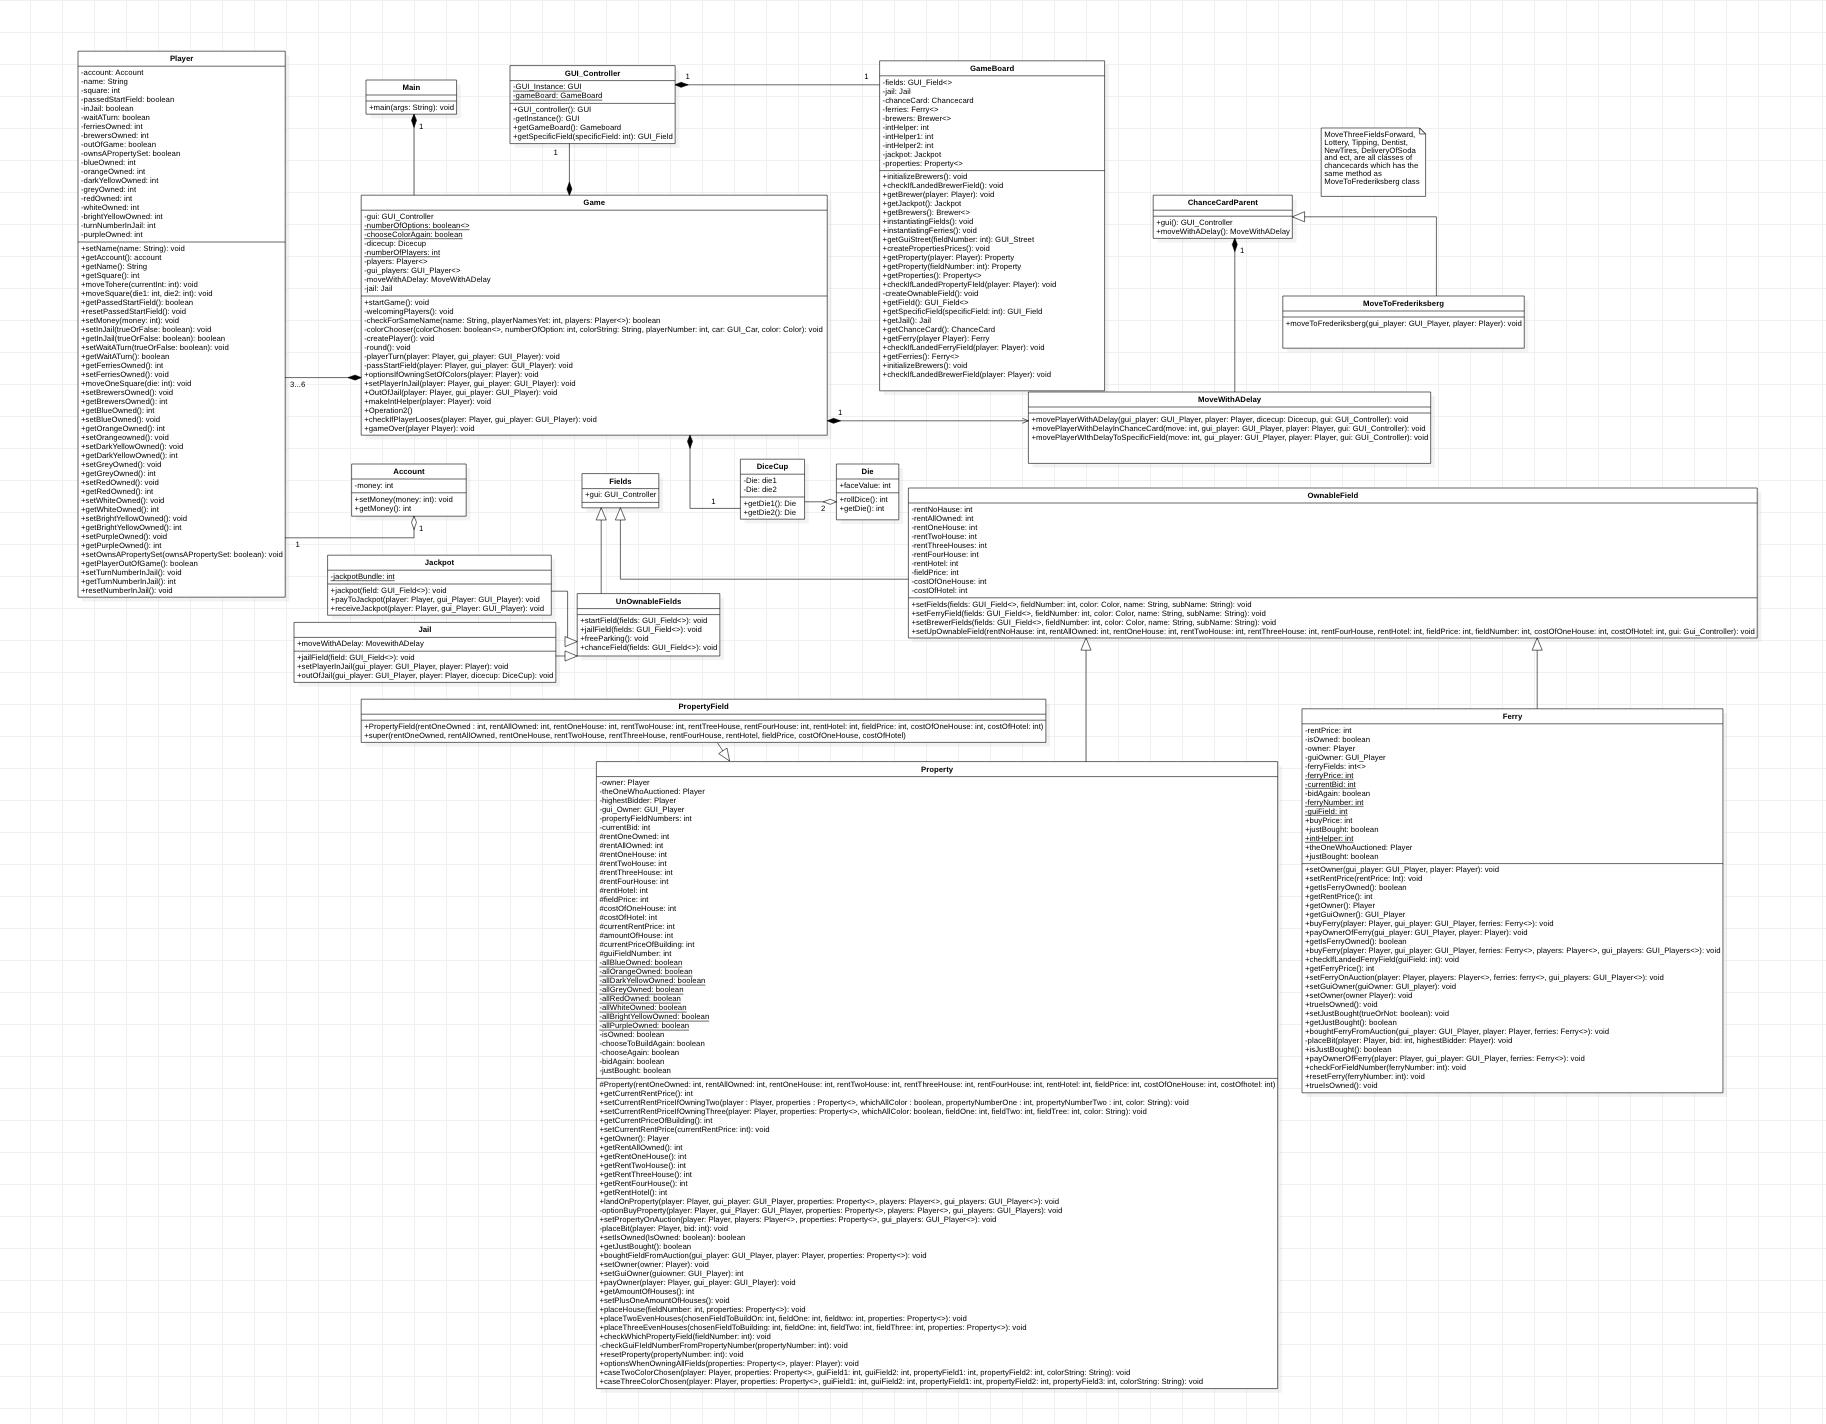 Player
-account: Account
-name: String
-square: int
-passedStartField: boolean
-inJail: boolean
-waitATurn: boolean
-ferriesOwned: int
-brewersOwned: int
-outOfGame: boolean
-ownsAPropertySet: boolean
-blueOwned: int
-orangeOwned: int
-darkYellowOwned: int
-greyOwned: int
-redOwned: int
-whiteOwned: int
-brightYellowOwned: int
-turnNumberInJail: int
-purpleOwned: int
+setName(name: String): void
+getAccount(): account
+getName(): String
+getSquare(): int
+moveTohere(currentInt: int): void
+moveSquare(die1: int, die2: int): void
+getPassedStartField(): boolean
+resetPassedStartField(): void
+setMoney(money: int): void
+setInJail(trueOrFalse: boolean): void
+getInJail(trueOrFalse: boolean): boolean
+setWaitATurn(trueOrFalse: boolean): void
+getWaitATurn(): boolean
+getFerriesOwned(): int
+setFerriesOwned(): void
+moveOneSquare(die: int): void
+setBrewersOwned(): void
+getBrewersOwned(): int
+getBlueOwned(): int
+setBlueOwned(): void
+getOrangeOwned(): int
+setOrangeowned(): void
+setDarkYellowOwned(): void
+getDarkYellowOwned(): int
+setGreyOwned(): void
+getGreyOwned(): int
+setRedOwned(): void
+getRedOwned(): int
+setWhiteOwned(): void
+getWhiteOwned(): int
+setBrightYellowOwned(): void
+getBrightYellowOwned(): int
+setPurpleOwned(): void
+getPurpleOwned(): int
+setOwnsAPropertySet(ownsAPropertySet: boolean): void
+getPlayerOutOfGame(): boolean
+setTurnNumberInJail(): void
+getTurnNumberInJail(): int
+resetNumberInJail(): void
Main
+main(args: String): void
1
GUI_Controller
-GUI_Instance: GUI
-gameBoard: GameBoard
+GUI_controller(): GUI
-getInstance(): GUI
+getGameBoard(): Gameboard
+getSpecificField(specificField: int): GUI_Field
1
1
1
GameBoard
-fields: GUI_Field<>
-jail: Jail
-chanceCard: Chancecard
-ferries: Ferry<>
-brewers: Brewer<>
-intHelper: int
-intHelper1: int
-intHelper2: int
-jackpot: Jackpot
-properties: Property<>
+initializeBrewers(): void
+checkIfLandedBrewerField(): void
+getBrewer(player: Player): void
+getJackpot(): Jackpot
+getBrewers(): Brewer<>
+instantiatingFields(): void
+instantiatingFerries(): void
+getGuiStreet(fieldNumber: int): GUI_Street
+createPropertiesPrices(): void
+getProperty(player: Player): Property
+getProperty(fieldNumber: int): Property
+getProperties(): Property<>
+checkIfLandedPropertyFIeld(player: Player): void
-createOwnableField(): void
+getField(): GUI_Field<>
+getSpecificField(specificField: int): GUI_Field
+getJail(): Jail
+getChanceCard(): ChanceCard
+getFerry(player Player): Ferry
+checkIfLandedFerryField(player: Player): void
+getFerries(): Ferry<>
+initializeBrewers(): void
+checkIfLandedBrewerField(player: Player): void
MoveThreeFieldsForward,
Lottery, Tipping, Dentist,
NewTires, DeliveryOfSoda
and ect, are all classes of
chancecards which has the
same method as
MoveToFrederiksberg class
ChanceCardParent
+gui(): GUI_Controller
+moveWithADelay(): MoveWithADelay
1
MoveToFrederiksberg
+moveToFrederiksberg(gui_player: GUI_Player, player: Player): void
Game
-gui: GUI_Controller
-numberOfOptions: boolean<>
-chooseColorAgain: boolean
-dicecup: Dicecup
-numberOfPlayers: int
-players: Player<>
-gui_players: GUI_Player<>
-moveWithADelay: MoveWithADelay
-jail: Jail
+startGame(): void
-welcomingPlayers(): void
-checkForSameName(name: String, playerNamesYet: int, players: Player<>): boolean
-colorChooser(colorChosen: boolean<>, numberOfOption: int, colorString: String, playerNumber: int, car: GUI_Car, color: Color): void
-createPlayer(): void
-round(): void
-playerTurn(player: Player, gui_player: GUI_Player): void
-passStartField(player: Player, gui_player: GUI_Player): void
+optionsIfOwningSetOfColors(player: Player): void
+setPlayerInJail(player: Player, gui_player: GUI_Player): void
+OutOfJail(player: Player, gui_player: GUI_Player): void
+makeIntHelper(player: Player): void
+Operation2()
+checkIfPlayerLooses(player: Player, gui_player: GUI_Player): void
+gameOver(player Player): void
3...6
1
MoveWithADelay
+movePlayerWithADelay(gui_player: GUI_Player, player: Player, dicecup: Dicecup, gui: GUI_Controller): void
+movePlayerWithDelayInChanceCard(move: int, gui_player: GUI_Player, player: Player, gui: GUI_Controller): void
+movePlayerWIthDelayToSpecificField(move: int, gui_player: GUI_Player, player: Player, gui: GUI_Controller): void
Account
-money: int
+setMoney(money: int): void
+getMoney(): int
1
1
Fields
+gui: GUI_Controller
1
DiceCup
-Die: die1
-Die: die2
+getDie1(): Die
+getDie2(): Die
2
Die
+faceValue: int
+rollDice(): int
+getDie(): int
OwnableField
-rentNoHause: int
-rentAllOwned: int
-rentOneHouse: int
-rentTwoHouse: int
-rentThreeHouses: int
-rentFourHouse: int
-rentHotel: int
-fieldPrice: int
-costOfOneHouse: int
-costOfHotel: int
+setFields(fields: GUI_Field<>, fieldNumber: int, color: Color, name: String, subName: String): void
+setFerryField(fields: GUI_Field<>, fieldNumber: int, color: Color, name: String, subName: String): void
+setBrewerFields(fields: GUI_Field<>, fieldNumber: int, color: Color, name: String, subName: String): void
+setUpOwnableField(rentNoHause: int, rentAllOwned: int, rentOneHouse: int, rentTwoHouse: int, rentThreeHouse: int, rentFourHouse, rentHotel: int, fieldPrice: int, fieldNumber: int, costOfOneHouse: int, costOfHotel: int, gui: Gui_Controller): void
Jackpot
-jackpotBundle: int
+jackpot(field: GUI_Field<>): void
+payToJackpot(player: Player, gui_Player: GUI_Player): void
+receiveJackpot(player: Player, gui_Player: GUI_Player): void
UnOwnableFields
+startField(fields: GUI_Field<>): void
+jailField(fields: GUI_Field<>): void
+freeParking(): void
+chanceField(fields: GUI_Field<>): void
Jail
+moveWithADelay: MovewithADelay
+jailField(field: GUI_Field<>): void
+setPlayerInJail(gui_player: GUI_Player, player: Player): void
+outOfJail(gui_player: GUI_Player, player: Player, dicecup: DiceCup): void
PropertyField
+PropertyField(rentOneOwned : int, rentAllOwned: int, rentOneHouse: int, rentTwoHouse: int, rentTreeHouse, rentFourHouse: int, rentHotel: int, fieldPrice: int, costOfOneHouse: int, costOfHotel: int)
+super(rentOneOwned, rentAllOwned, rentOneHouse, rentTwoHouse, rentThreeHouse, rentFourHouse, rentHotel, fieldPrice, costOfOneHouse, costOfHotel)
Property
-owner: Player
-theOneWhoAuctioned: Player
-highestBidder: Player
-gui_Owner: GUI_Player
-propertyFieldNumbers: int
-currentBid: int
#rentOneOwned: int
#rentAllOwned: int
#rentOneHouse: int
#rentTwoHouse: int
#rentThreeHouse: int
#rentFourHouse: int
#rentHotel: int
#fieldPrice: int
#costOfOneHouse: int
#costOfHotel: int
#currentRentPrice: int
#amountOfHouse: int
#currentPriceOfBuilding: int
#guiFieldNumber: int
-allBlueOwned: boolean
-allOrangeOwned: boolean
-allDarkYellowOwned: boolean
-allGreyOwned: boolean
-allRedOwned: boolean
-allWhiteOwned: boolean
-allBrightYellowOwned: boolean
-allPurpleOwned: boolean
-isOwned: boolean
-chooseToBuildAgain: boolean
-chooseAgain: boolean
-bidAgain: boolean
-justBought: boolean
#Property(rentOneOwned: int, rentAllOwned: int, rentOneHouse: int, rentTwoHouse: int, rentThreeHouse: int, rentFourHouse: int, rentHotel: int, fieldPrice: int, costOfOneHouse: int, costOfhotel: int)
+getCurrentRentPrice(): int
+setCurrentRentPriceIfOwningTwo(player : Player, properties : Property<>, whichAllColor : boolean, propertyNumberOne : int, propertyNumberTwo : int, color: String): void
+setCurrentRentPriceIfOwningThree(player: Player, properties: Property<>, whichAllColor: boolean, fieldOne: int, fieldTwo: int, fieldTree: int, color: String): void
+getCurrentPriceOfBuilding(): int
+setCurrentRentPrice(currentRentPrice: int): void
+getOwner(): Player
+getRentAllOwned(): int
+getRentOneHouse(): int
+getRentTwoHouse(): int
+getRentThreeHouse(): int
+getRentFourHouse(): int
+getRentHotel(): int
+landOnProperty(player: Player, gui_player: GUI_Player, properties: Property<>, players: Player<>, gui_players: GUI_Player<>): void
-optionBuyProperty(player: Player, gui_Player: GUI_Player, properties: Property<>, players: Player<>, gui_players: GUI_Players): void
+setPropertyOnAuction(player: Player, players: Player<>, properties: Property<>, gui_players: GUI_Player<>): void
-placeBit(player: Player, bid: int): void
+setIsOwned(IsOwned: boolean): boolean
+getJustBought(): boolean
+boughtFieldFromAuction(gui_player: GUI_Player, player: Player, properties: Property<>): void
+setOwner(owner: Player): void
+setGuiOwner(guiowner: GUI_Player): int
+payOwner(player: Player, gui_player: GUI_Player): void
+getAmountOfHouses(): int
+setPlusOneAmountOfHouses(): void
+placeHouse(fieldNumber: int, properties: Property<>): void
+placeTwoEvenHouses(chosenFieldToBuildOn: int, fieldOne: int, fieldtwo: int, properties: Property<>): void
+placeThreeEvenHouses(chosenFieldToBuilding: int, fieldOne: int, fieldTwo: int, fieldThree: int, properties: Property<>): void
+checkWhichPropertyField(fieldNumber: int): void
-checkGuiFIeldNumberFromPropertyNumber(propertyNumber: int): void
+resetProperty(propertyNumber: int): void
+optionsWhenOwningAllFields(properties: Property<>, player: Player): void
+caseTwoColorChosen(player: Player, properties: Property<>, guiField1: int, guiField2: int, propertyField1: int, propertyField2: int, colorString: String): void
+caseThreeColorChosen(player: Player, properties: Property<>, guiField1: int, guiField2: int, propertyField1: int, propertyField2: int, propertyField3: int, colorString: String): void
Ferry
-rentPrice: int
-isOwned: boolean
-owner: Player
-guiOwner: GUI_Player
-ferryFields: int<>
-ferryPrice: int
-currentBid: int
-bidAgain: boolean
-ferryNumber: int
-guiField: int
+buyPrice: int
+justBought: boolean
+intHelper: int
+theOneWhoAuctioned: Player
+justBought: boolean
+setOwner(gui_player: GUI_Player, player: Player): void
+setRentPrice(rentPrice: Int): void
+getIsFerryOwned(): boolean
+getRentPrice(): int
+getOwner(): Player
+getGuiOwner(): GUI_Player
+buyFerry(player: Player, gui_player: GUI_Player, ferries: Ferry<>): void
+payOwnerOfFerry(gui_player: GUI_Player, player: Player): void
+getIsFerryOwned(): boolean
+buyFerry(player: Player, gui_player: GUI_Player, ferries: Ferry<>, players: Player<>, gui_players: GUI_Players<>): void
+checkIfLandedFerryField(guiField: int): void
+getFerryPrice(): int
+setFerryOnAuction(player: Player, players: Player<>, ferries: ferry<>, gui_players: GUI_Player<>): void
+setGuiOwner(guiOwner: GUI_player): void
+setOwner(owner Player): void
+trueIsOwned(): void
+setJustBought(trueOrNot: boolean): void
+getJustBought(): boolean
+boughtFerryFromAuction(gui_player: GUI_Player, player: Player, ferries: Ferry<>): void
-placeBit(player: Player, bid: int, highestBidder: Player): void
+isJustBought(): boolean
+payOwnerOfFerry(player: Player, gui_player: GUI_Player, ferries: Ferry<>): void
+checkForFieldNumber(ferryNumber: int): void
+resetFerry(ferryNumber: int): void
+trueIsOwned(): void